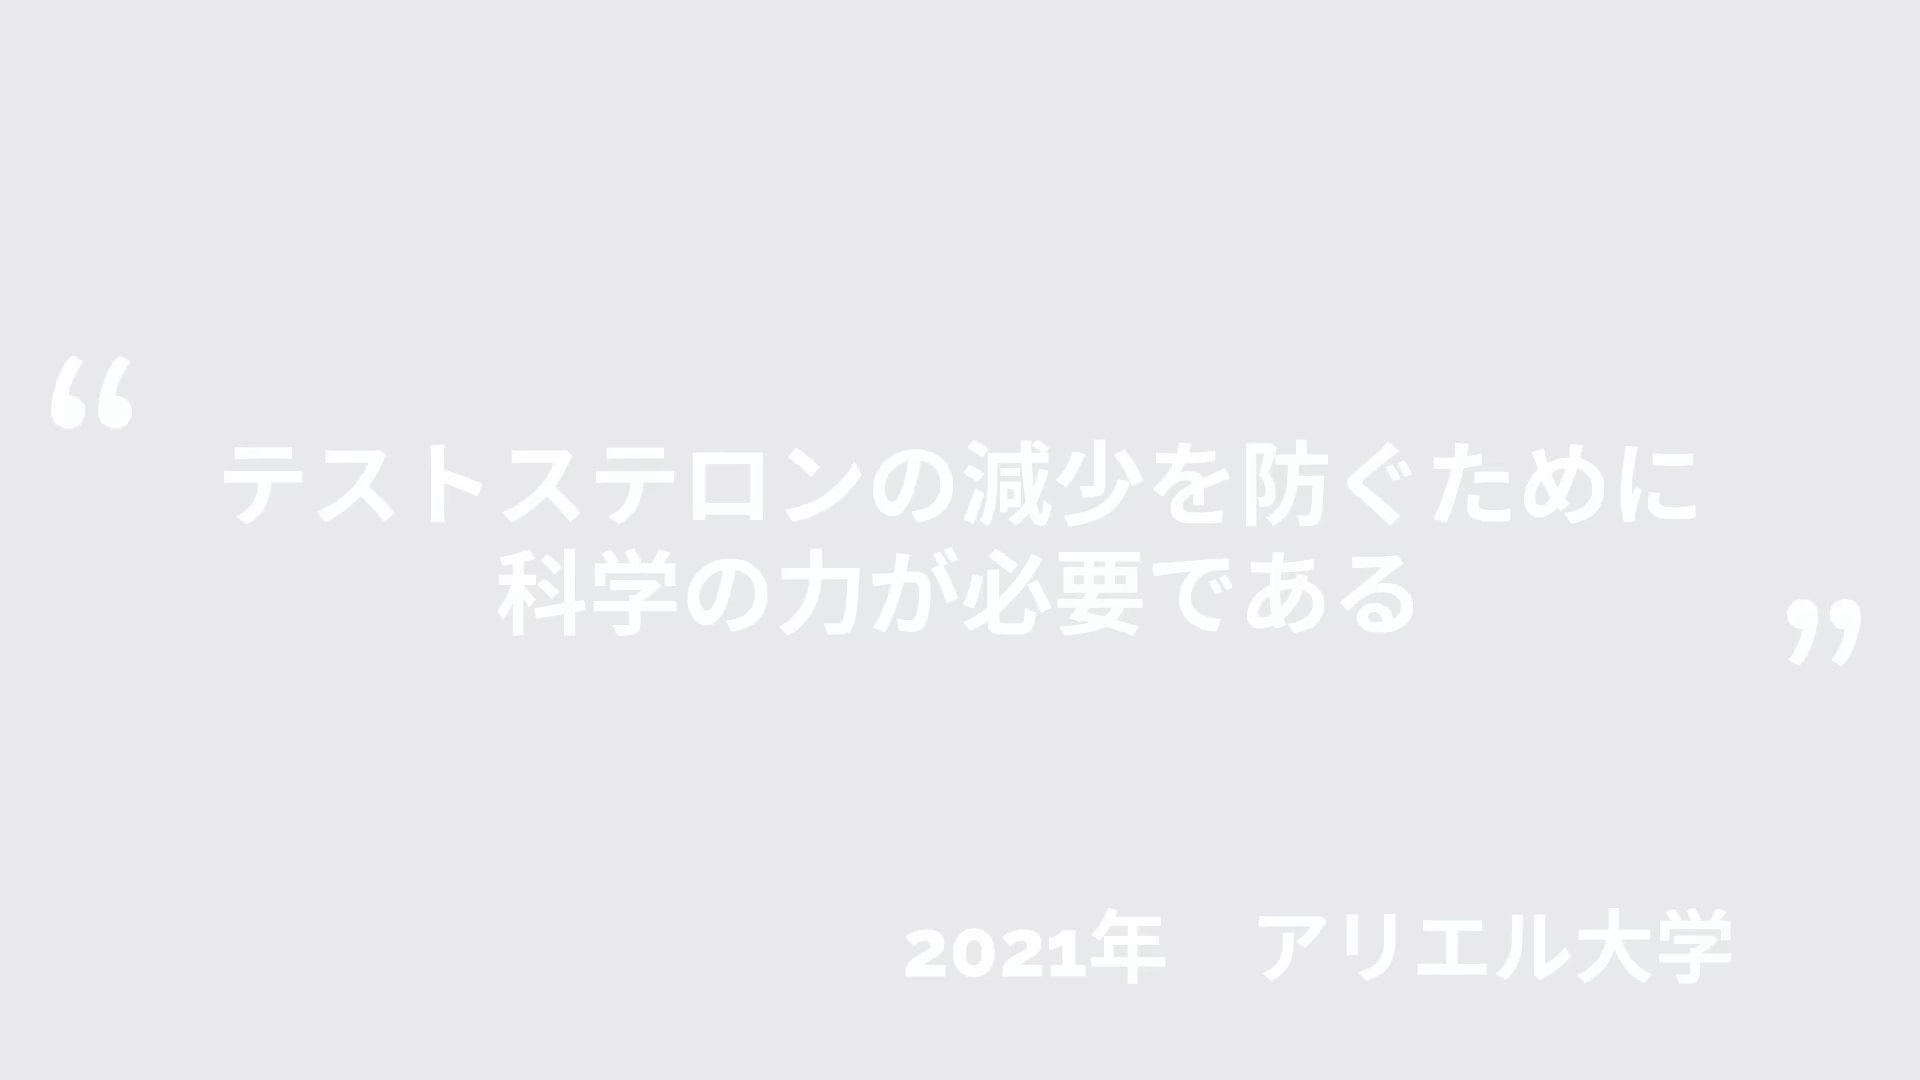 “
テストステロンの減少を防ぐために
科学の力が必要である
”
2021年　アリエル大学